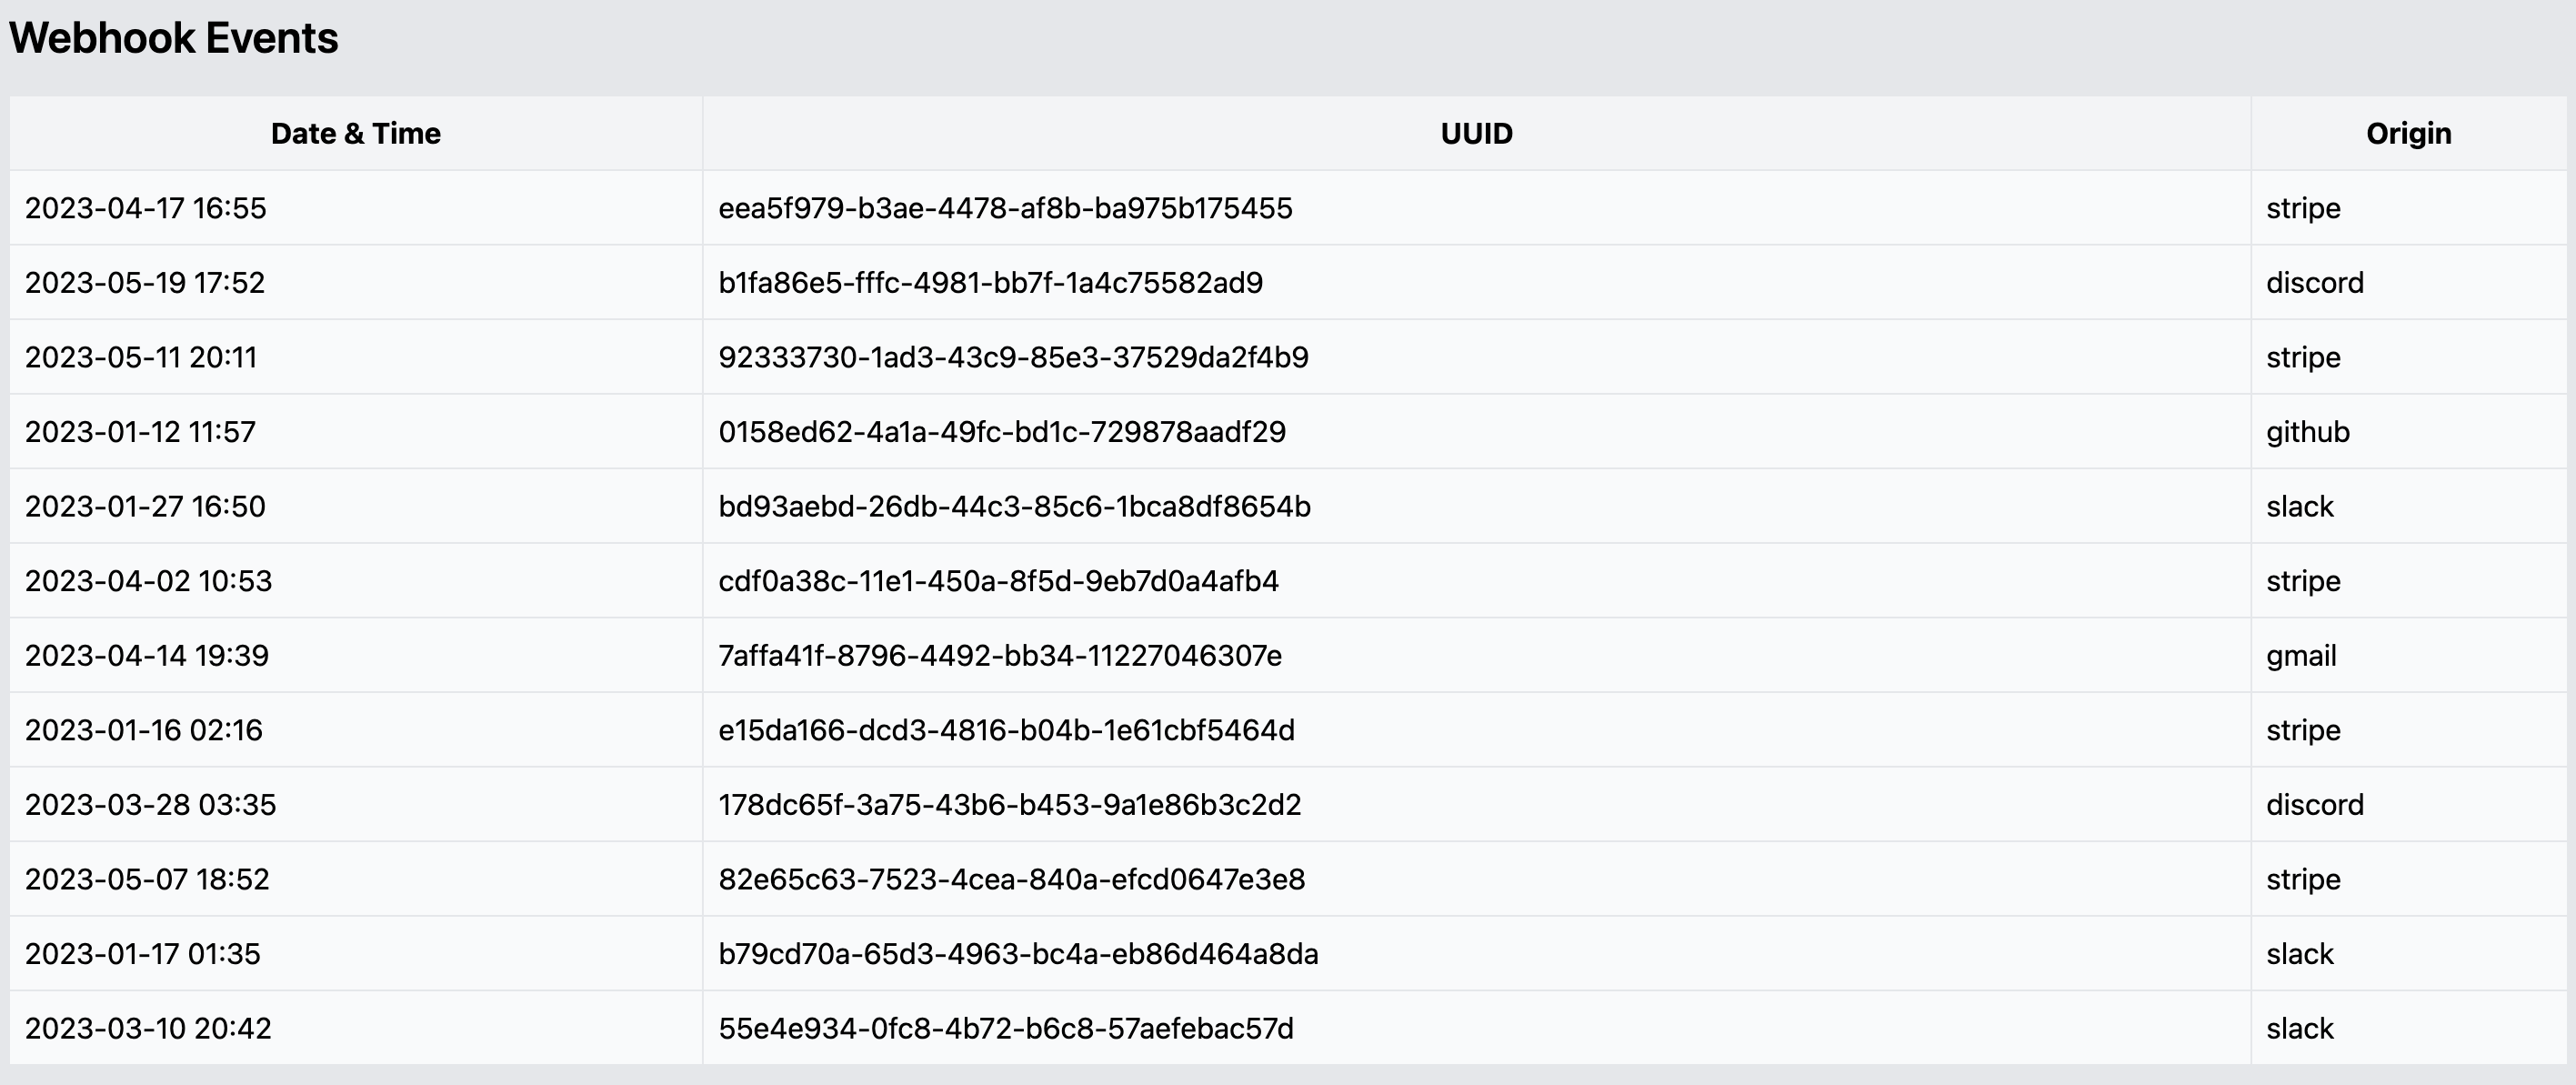 Webhook Events
Date & Time UUID Origin
2023-04-17 16:55 eea5f979-b3ae-4478-af8b-ba975b175455 stripe
2023-05-19 17:52 b1fa86e5-fffc-4981-bb7f-1a4c75582ad9 discord
2023-05-11 20:11 92333730-1ad3-43c9-85e3-37529da2f4b9 stripe
2023-01-12 11:57 0158ed62-4a1a-49fc-bd1c-729878aadf29 github
2023-01-27 16:50 bd93aebd-26db-44c3-85c6-1bca8df8654b slack
2023-04-02 10:53 cdf0a38c-11e1-450a-8f5d-9eb7d0a4afb4 stripe
2023-04-14 19:39 7affa41f-8796-4492-bb34-11227046307e gmail
2023-01-16 02:16 e15da166-dcd3-4816-b04b-1e61cbf5464d stripe
2023-03-28 03:35 178dc65f-3a75-43b6-b453-9a1e86b3c2d2 discord
2023-05-07 18:52 82e65c63-7523-4cea-840a-efcd0647e3e8 stripe
2023-01-17 01:35 b79cd70a-65d3-4963-bc4a-eb86d464a8da slack
2023-03-10 20:42 55e4e934-0fc8-4b72-b6c8-57aefebac57d slack